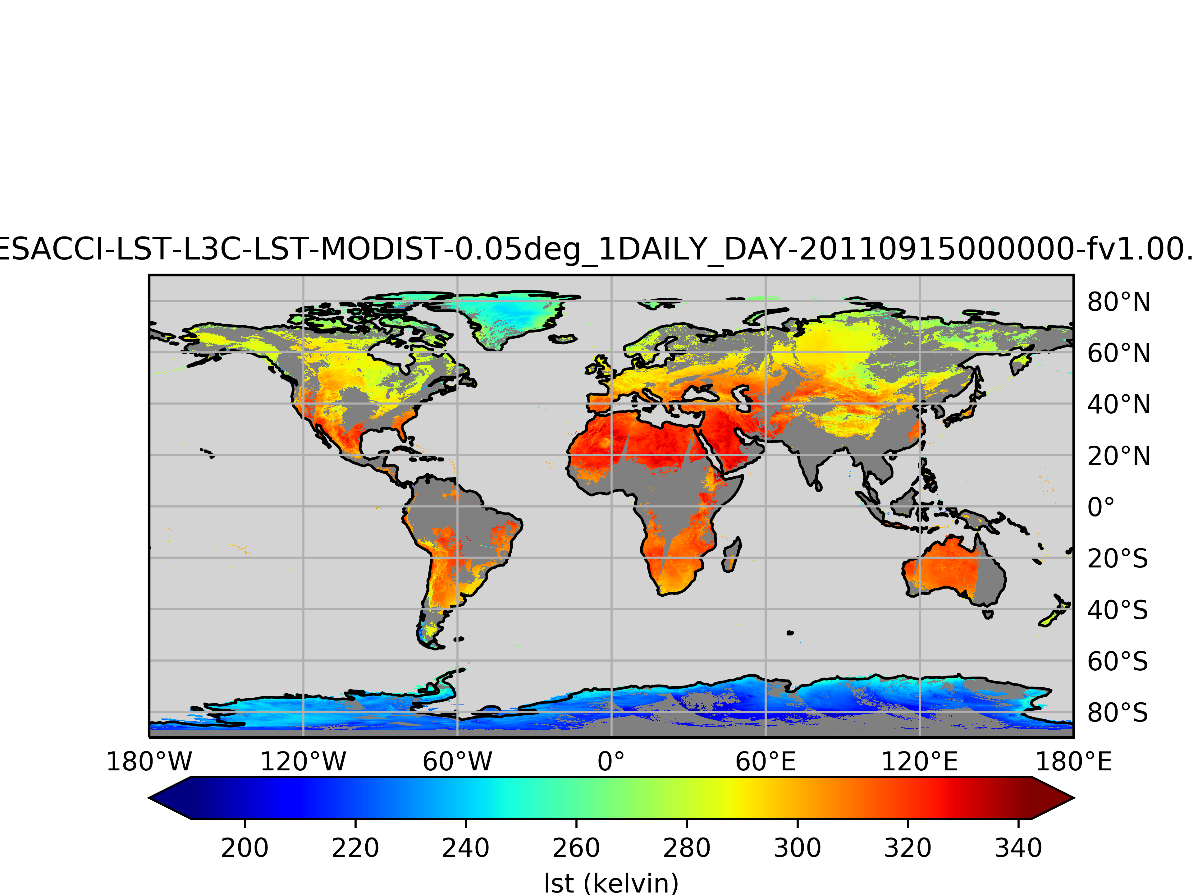 ESACCI-LST-L3C-LST-MODIST-0.05deg_1DAILY_DAY-20110915000000-fv1.00.
80°N
60°N
40°N
20°N
0°
20°S
40°S
60°S
80°S
180°W 120°W 60°W 0° 60°E 120°E 180°E
200 220 240 260 280 300 320 340
lst (kelvin)